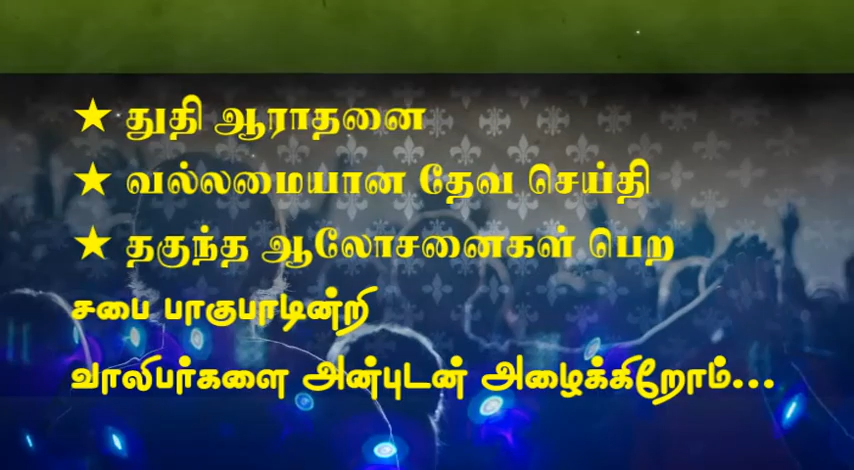 ★ துதி ஆராதனை
★ வல்லமையான தேவ செய்தி
★ தகுந்த ஆலோசனைகள் பெற
சபை பாகுபாடின்றி
வாலிபர்களை அன்புடன் அழைக்கிறோம்...